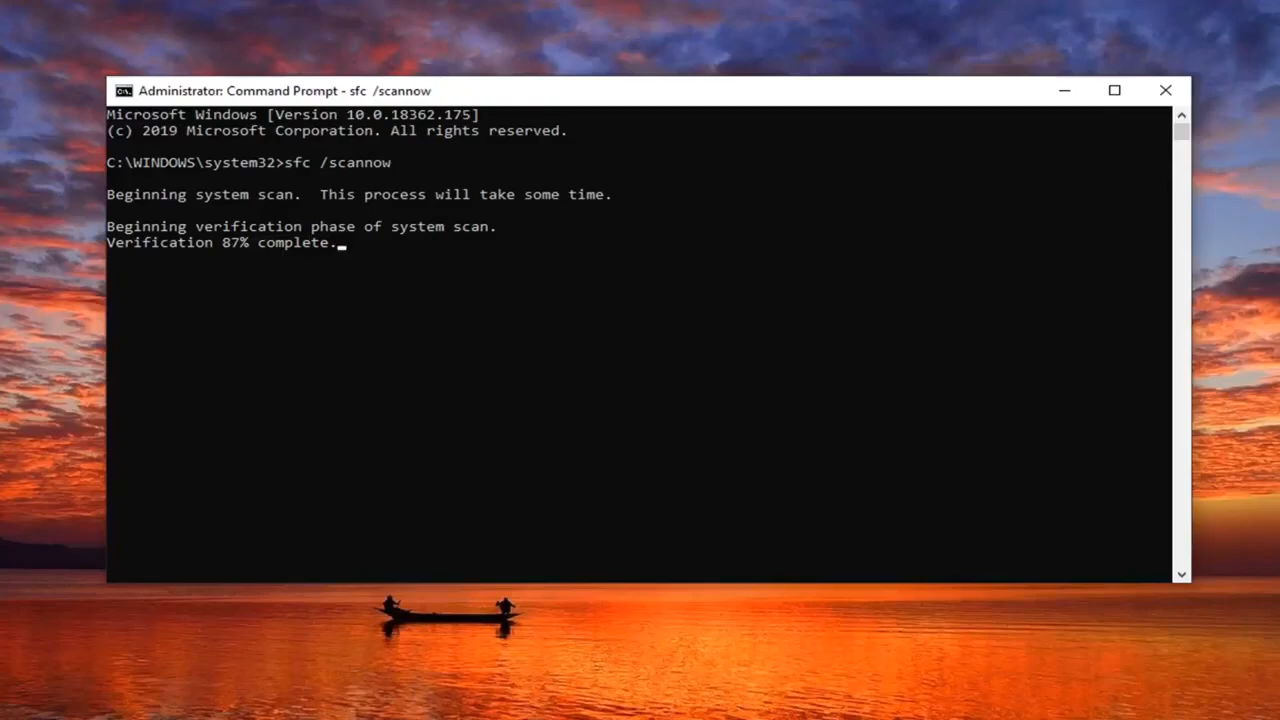 Administrator: Command Prompt - sfc  /scannow
Microsoft Windows [Version 10.0.18362.175]
(c) 2019 Microsoft Corporation. All rights reserved.
C:\WINDOWS\system32>sfc /scannow
Beginning system scan.  This process will take some time.
Beginning verification phase of system scan.
Verification 87% complete.